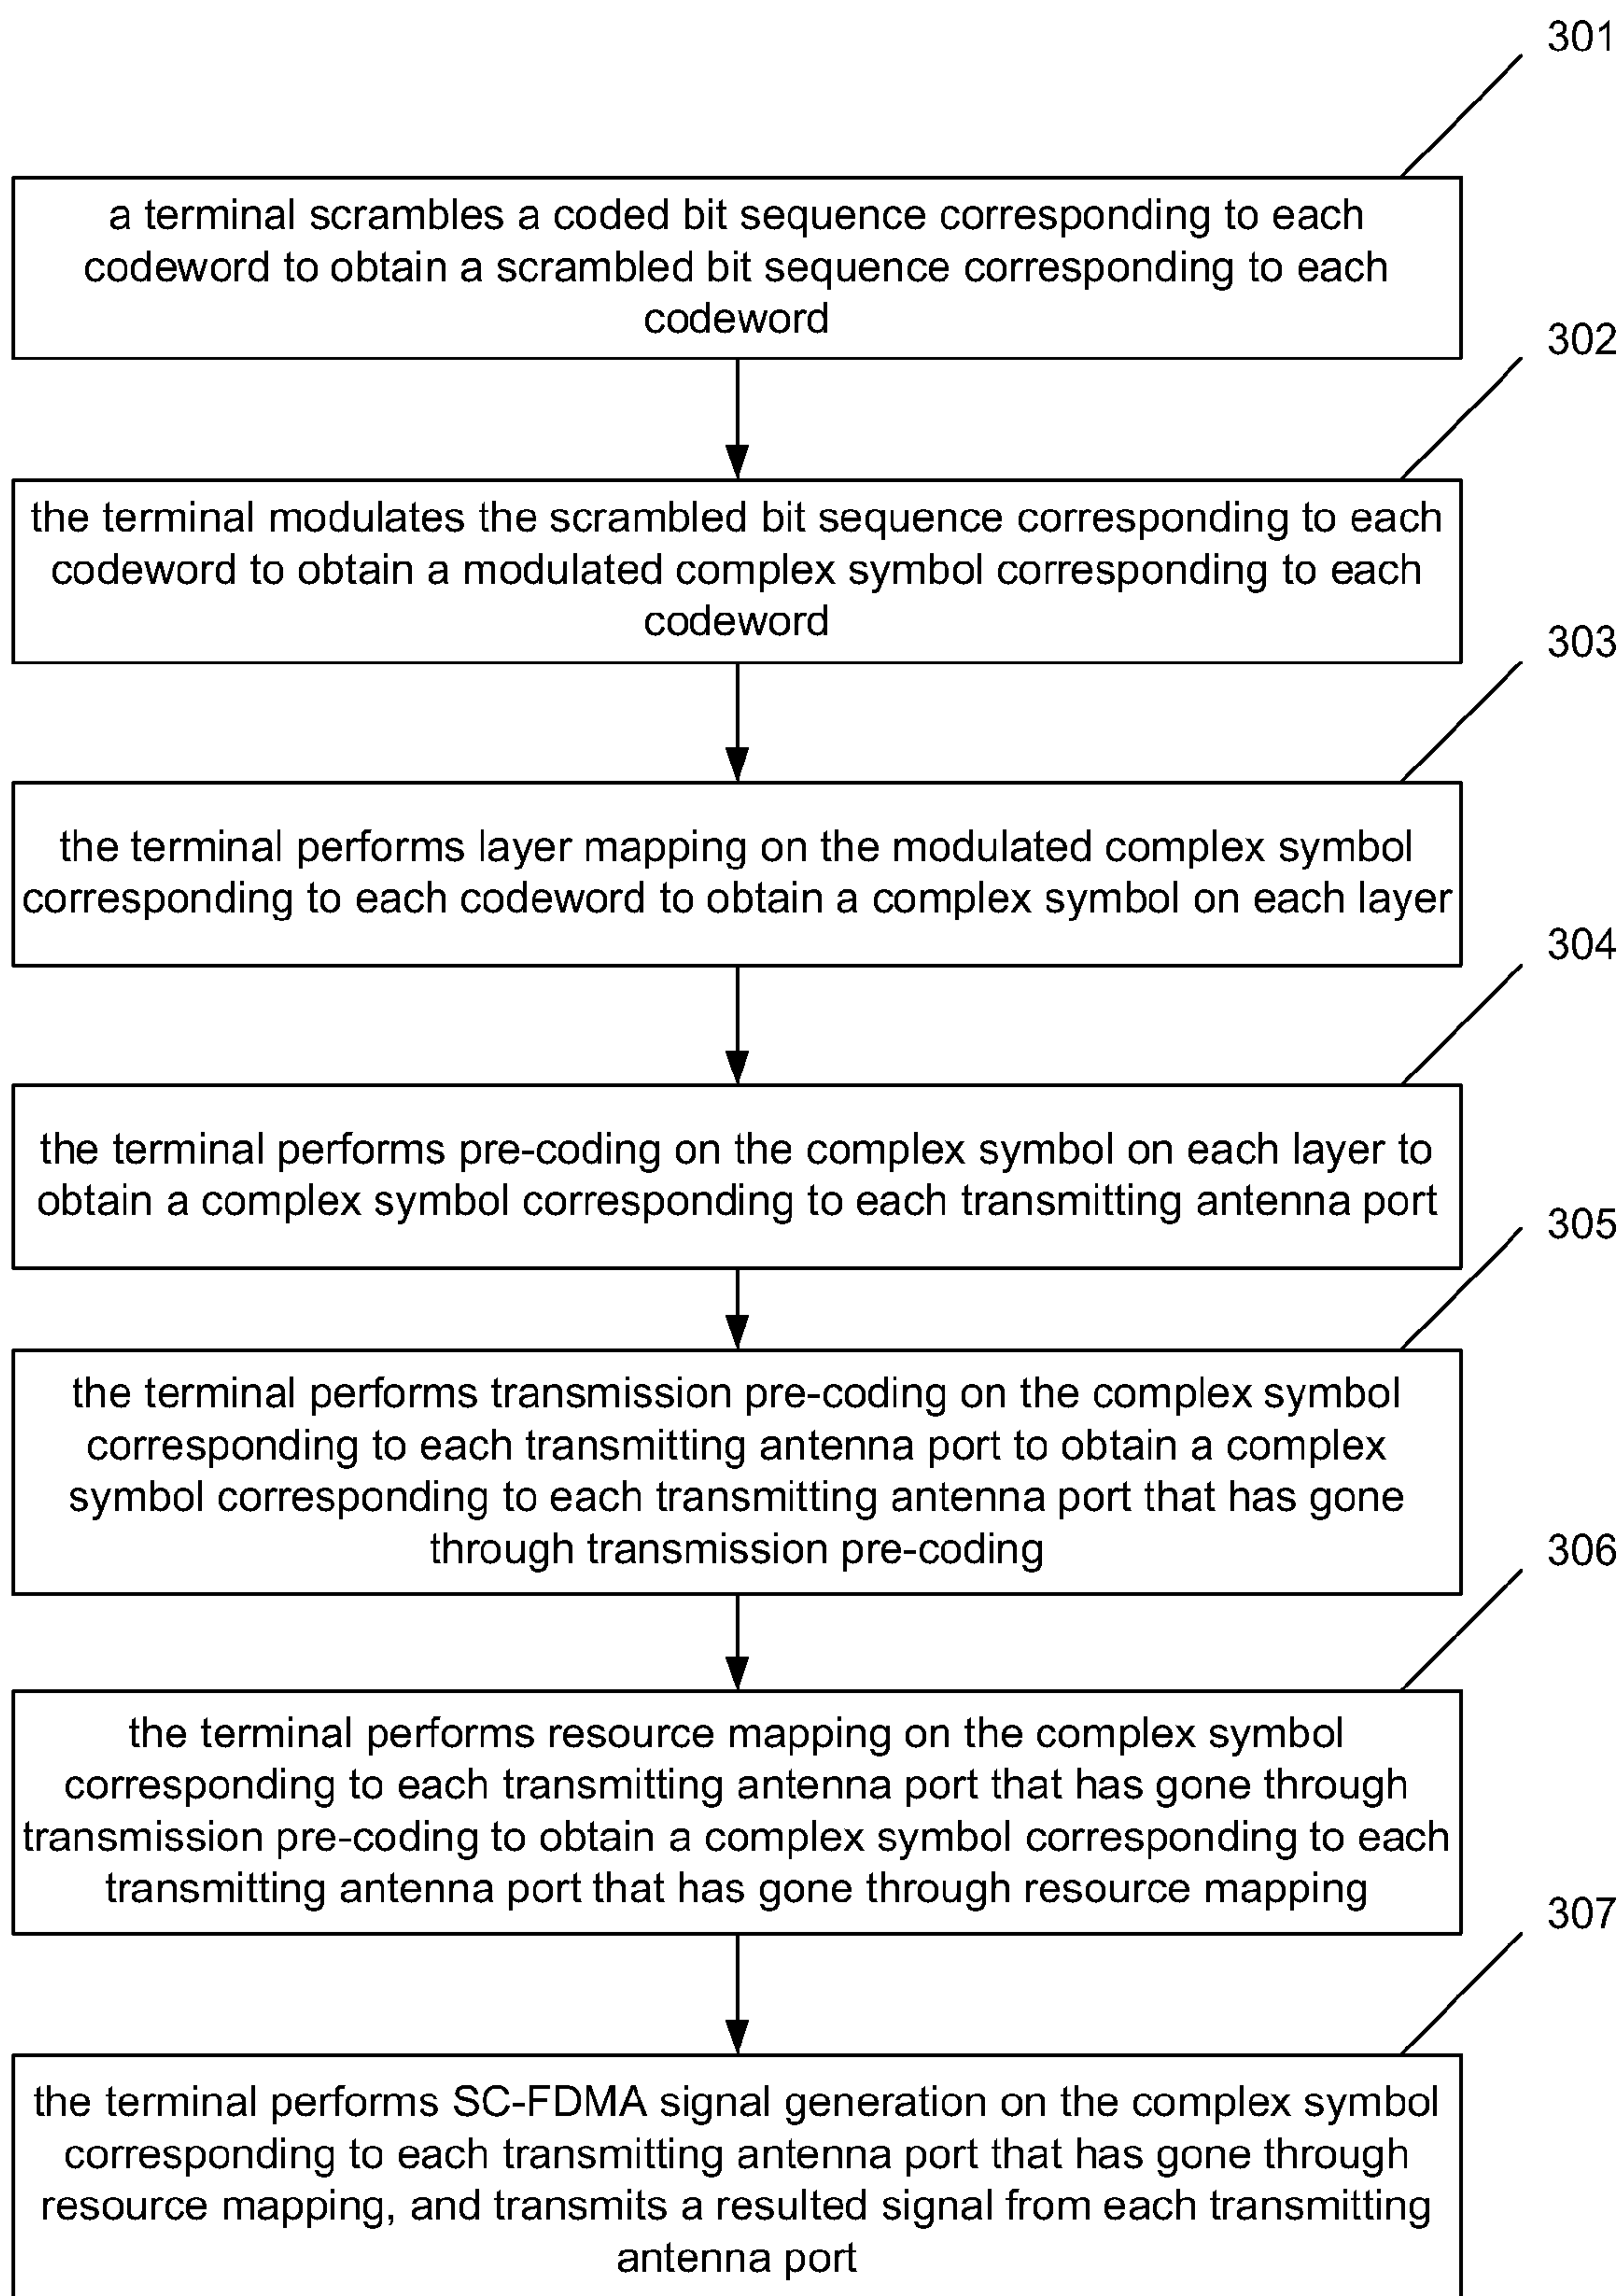 301
a terminal scrambles a coded bit sequence corresponding to each
codeword to obtain a scrambled bit sequence corresponding to each
codeword
302
the terminal modulates the scrambled bit sequence corresponding to each
codeword to obtain a modulated complex symbol corresponding to each
codeword
303
the terminal performs layer mapping on the modulated complex symbol
corresponding to each codeword to obtain a complex symbol on each layer
304
the terminal performs pre-coding on the complex symbol on each layer to
obtain a complex symbol corresponding to each transmitting antenna port
305
the terminal performs transmission pre-coding on the complex symbol
corresponding to each transmitting antenna port to obtain a complex
symbol corresponding to each transmitting antenna port that has gone
through transmission pre-coding
306
the terminal performs resource mapping on the complex symbol
corresponding to each transmitting antenna port that has gone through
transmission pre-coding to obtain a complex symbol corresponding to each
transmitting antenna port that has gone through resource mapping
307
the terminal performs SC-FDMA signal generation on the complex symbol
corresponding to each transmitting antenna port that has gone through
resource mapping, and transmits a resulted signal from each transmitting
antenna port